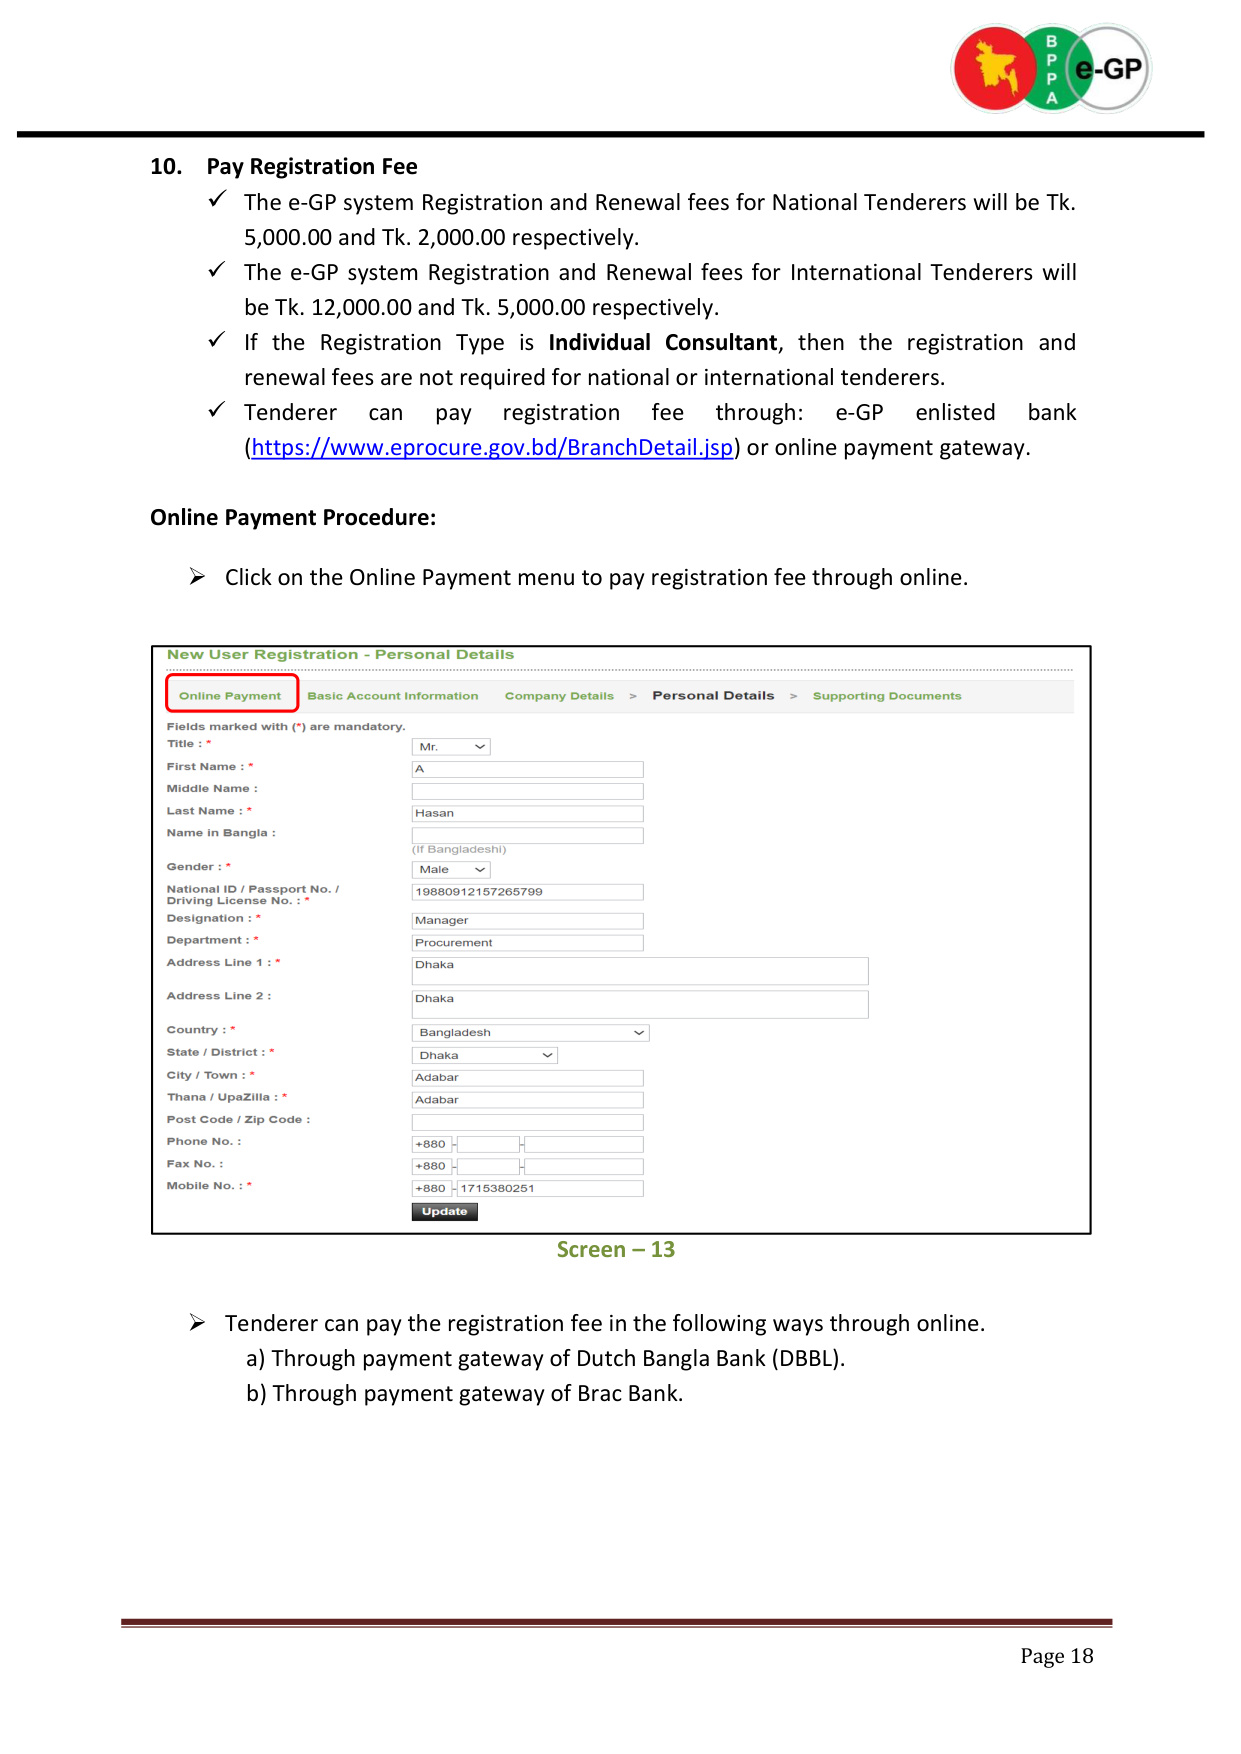 B
P
P
A
e-GP
10. Pay Registration Fee
✓ The e-GP system Registration and Renewal fees for National Tenderers will be Tk.
5,000.00 and Tk. 2,000.00 respectively.
✓ The e-GP system Registration and Renewal fees for International Tenderers will
be Tk. 12,000.00 and Tk. 5,000.00 respectively.
✓ If the Registration Type is Individual Consultant, then the registration and
renewal fees are not required for national or international tenderers.
✓ Tenderer can pay registration fee through: e-GP enlisted bank
(https://www.eprocure.gov.bd/BranchDetail.jsp) or online payment gateway.
Online Payment Procedure:
➢ Click on the Online Payment menu to pay registration fee through online.
New User Registration - Personal Details
Online Payment Basic Account Information Company Details > Personal Details > Supporting Documents
Fields marked with (*) are mandatory.
Title : * Mr.
First Name : * A
Middle Name :
Last Name : * Hasan
Name in Bangla :
(If Bangladeshi)
Gender : * Male
National ID / Passport No. / 19880912157265799
Driving License No. : *
Designation : * Manager
Department : * Procurement
Address Line 1 : * Dhaka
Address Line 2 : Dhaka
Country : * Bangladesh
State / District : * Dhaka
City / Town : * Adabar
Thana / UpaZilla : * Adabar
Post Code / Zip Code :
Phone No. : +880 - -
Fax No. : +880 - -
Mobile No. : * +880 - 1715380251
Update
Screen – 13
➢ Tenderer can pay the registration fee in the following ways through online.
a) Through payment gateway of Dutch Bangla Bank (DBBL).
b) Through payment gateway of Brac Bank.
Page 18